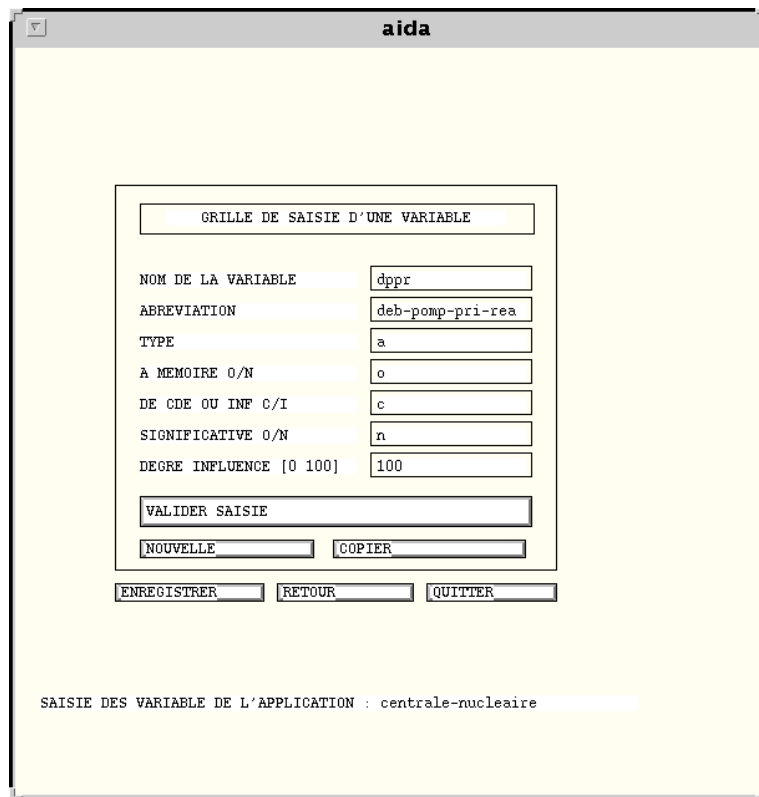 aida
GRILLE DE SAISIE D'UNE VARIABLE
NOM DE LA VARIABLE dppr
ABREVIATION deb-pomp-pri-rea
TYPE a
A MEMOIRE O/N o
DE CDE OU INF C/I c
SIGNIFICATIVE O/N n
DEGRE INFLUENCE [0 100] 100
VALIDER SAISIE
NOUVELLE COPIER
ENREGISTRER RETOUR QUITTER
SAISIE DES VARIABLE DE L'APPLICATION : centrale-nucleaire